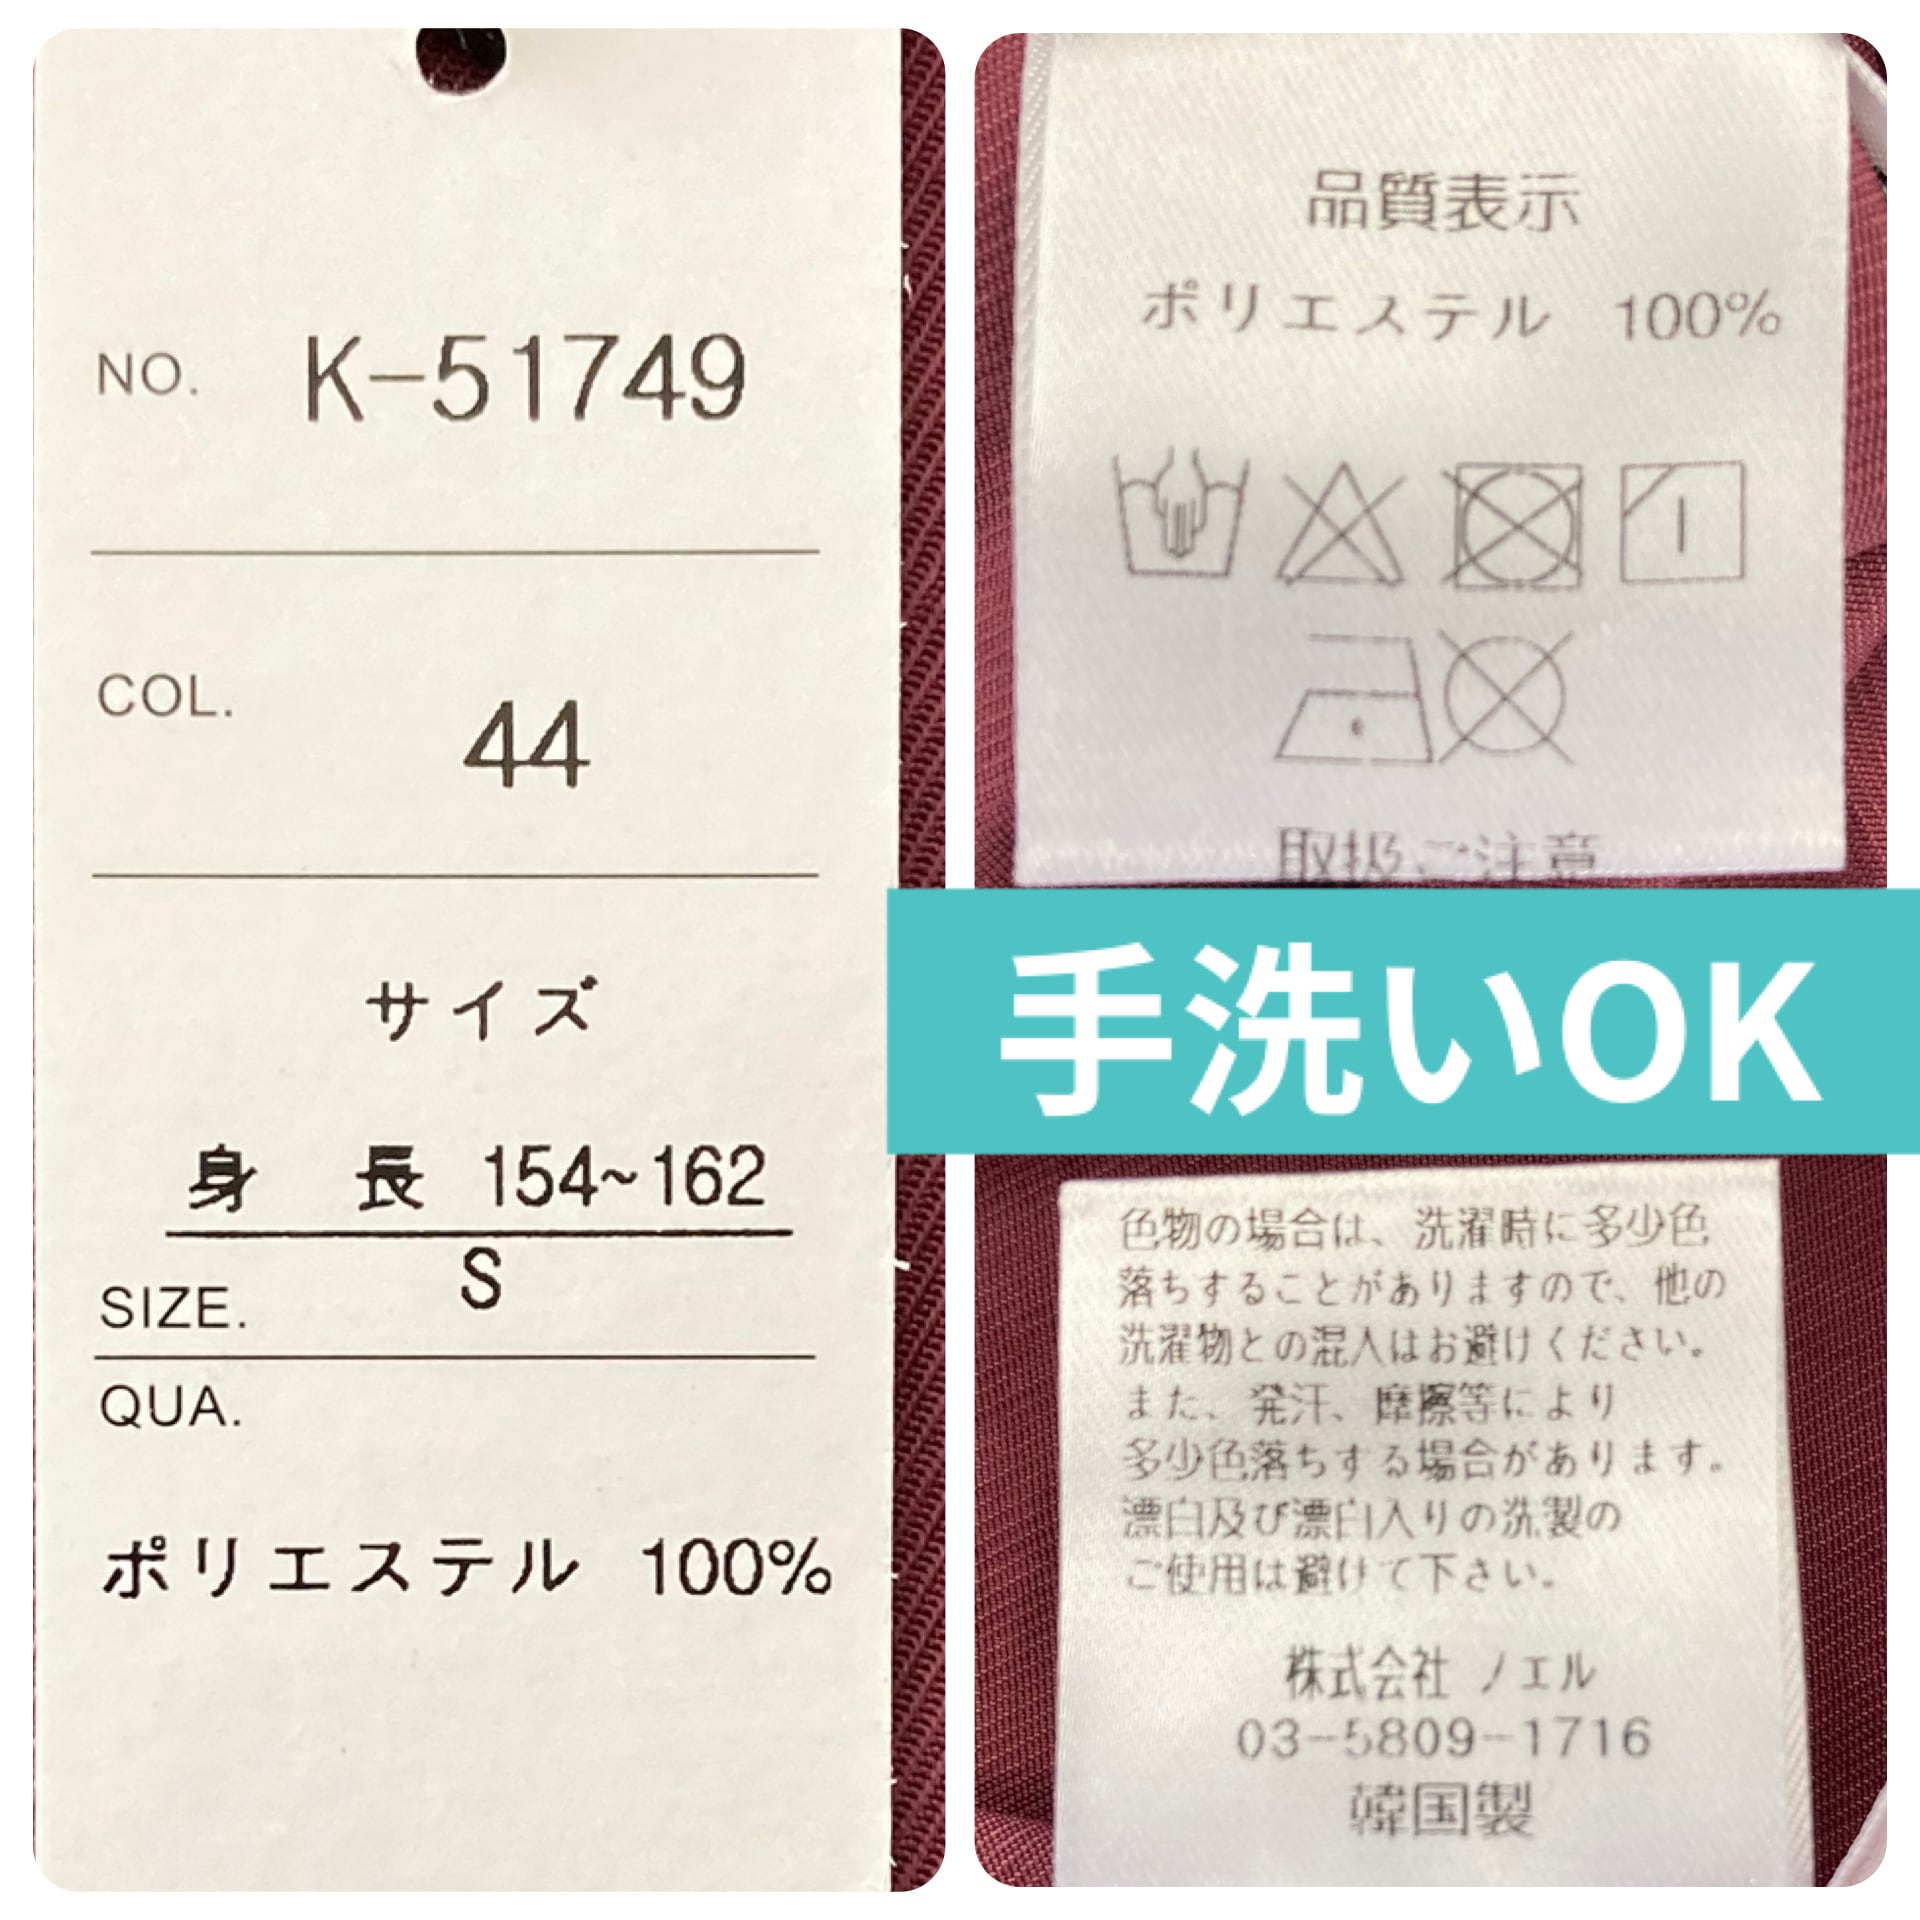 NO. K-51749
COL. 44
サイズ
身 長 154~162
S
SIZE.
QUA.
ポリエステル 100%
品質表示
ポリエステル 100%
取扱ご注意
手洗いOK
色物の場合は、洗濯時に多少色
落ちすることがありますので、他の
洗濯物との混入はお避けください。
また、発汗、摩擦等により
多少色落ちする場合があります。
漂白及び漂白入りの洗製の
ご使用は避けて下さい。
株式会社 ノエル
03-5809-1716
韓国製